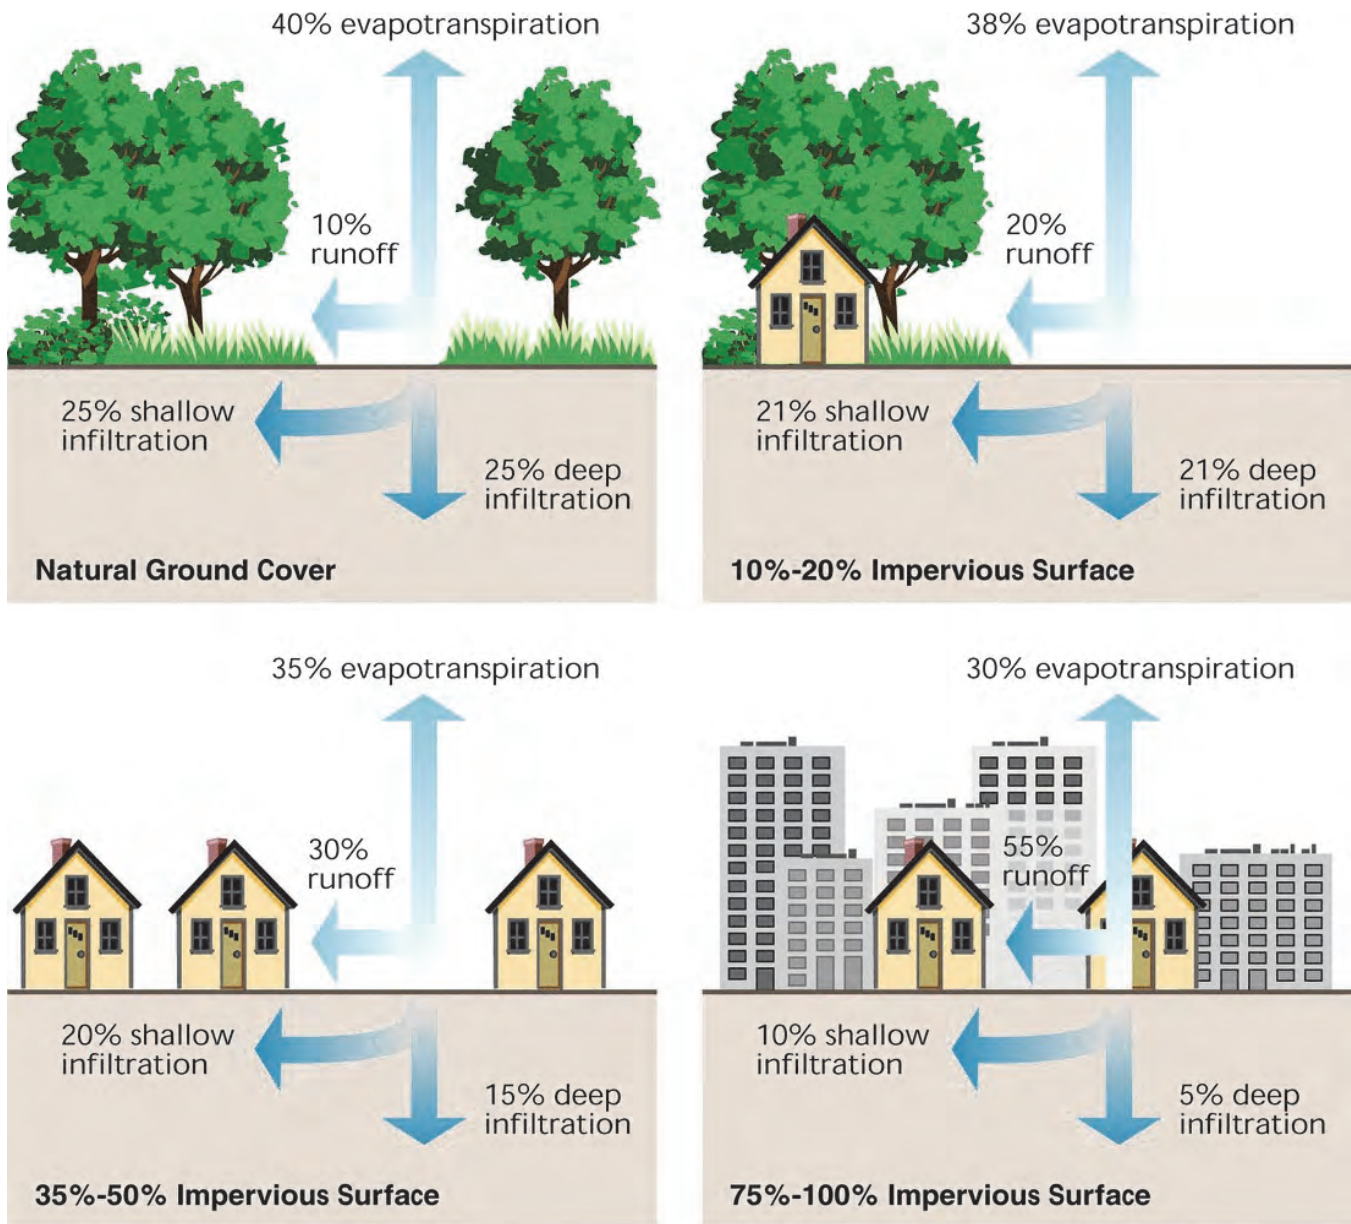 40% evapotranspiration
10%
runoff
25% shallow
infiltration
25% deep
infiltration
Natural Ground Cover
38% evapotranspiration
20%
runoff
21% shallow
infiltration
21% deep
infiltration
10%-20% Impervious Surface
35% evapotranspiration
30%
runoff
20% shallow
infiltration
15% deep
infiltration
35%-50% Impervious Surface
30% evapotranspiration
55%
runoff
10% shallow
infiltration
5% deep
infiltration
75%-100% Impervious Surface